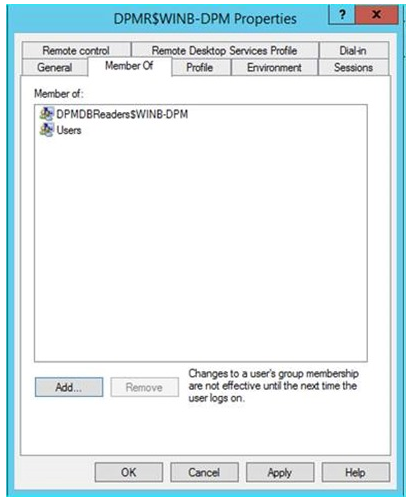 DPMR$WINB-DPM Properties
? x
Remote control Remote Desktop Services Profile Dial-in
General Member Of Profile Environment Sessions
Member of:
DPMDBReaders$WINB-DPM
Users
Add... Remove
Changes to a user's group membership
are not effective until the next time the
user logs on.
OK Cancel Apply Help